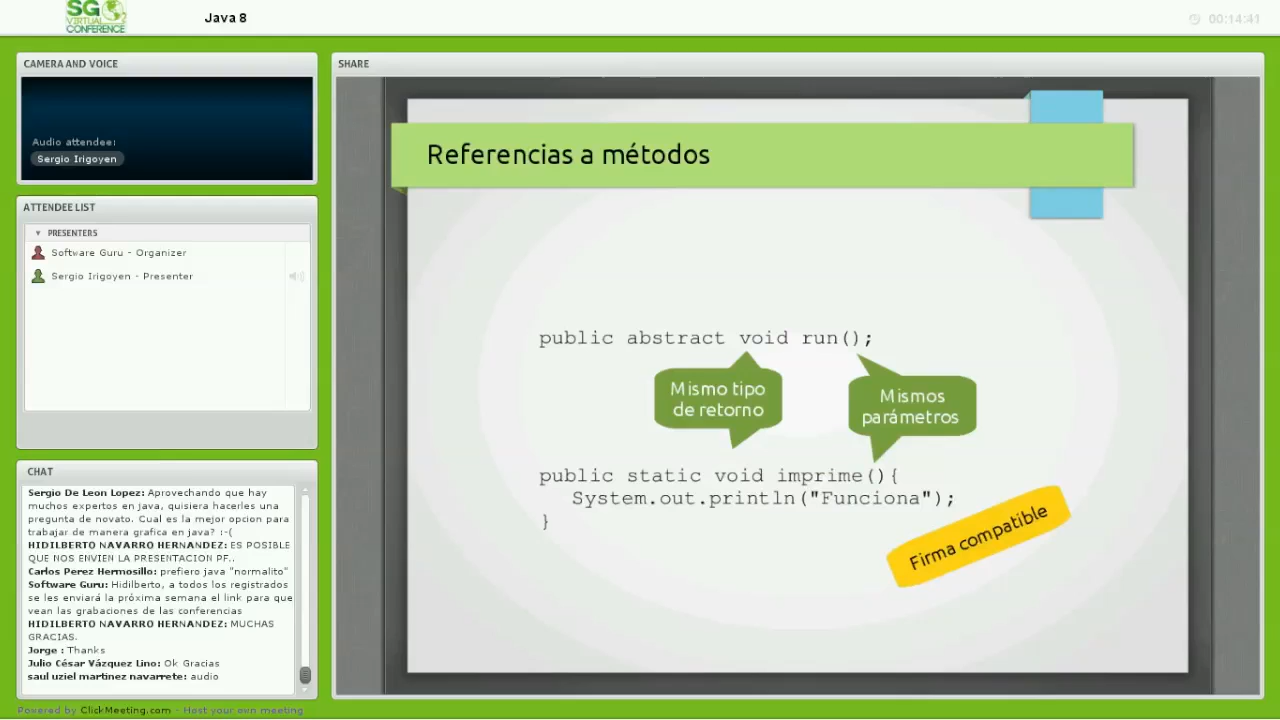 SG
VIRTUAL
CONFERENCE
Java 8
00:14:41
CAMERA AND VOICE
Audio attendee:
Sergio Irigoyen
ATTENDEE LIST
PRESENTERS
Software Guru - Organizer
Sergio Irigoyen - Presenter
CHAT
Sergio De Leon Lopez: Aprovechando que hay
muchos expertos en java, quisiera hacerles una
pregunta de novato. Cual es la mejor opcion para
trabajar de manera grafica en java? :-(
HIDILBERTO NAVARRO HERNANDEZ: ES POSIBLE
QUE NOS ENVIEN LA PRESENTACION PF..
Carlos Perez Hermosillo: prefiero java "normalito"
Software Guru: Hidilberto, a todos los registrados
se les enviará la próxima semana el link para que
vean las grabaciones de las conferencias
HIDILBERTO NAVARRO HERNANDEZ: MUCHAS
GRACIAS.
Jorge : Thanks
Julio César Vázquez Lino: Ok Gracias
saul uziel martinez navarrete: audio
Powered by ClickMeeting.com - Host your own meeting
SHARE
Referencias a métodos
public abstract void run();
Mismo tipo
de retorno
Mismos
parámetros
public static void imprime(){
System.out.println("Funciona");
}
Firma compatible